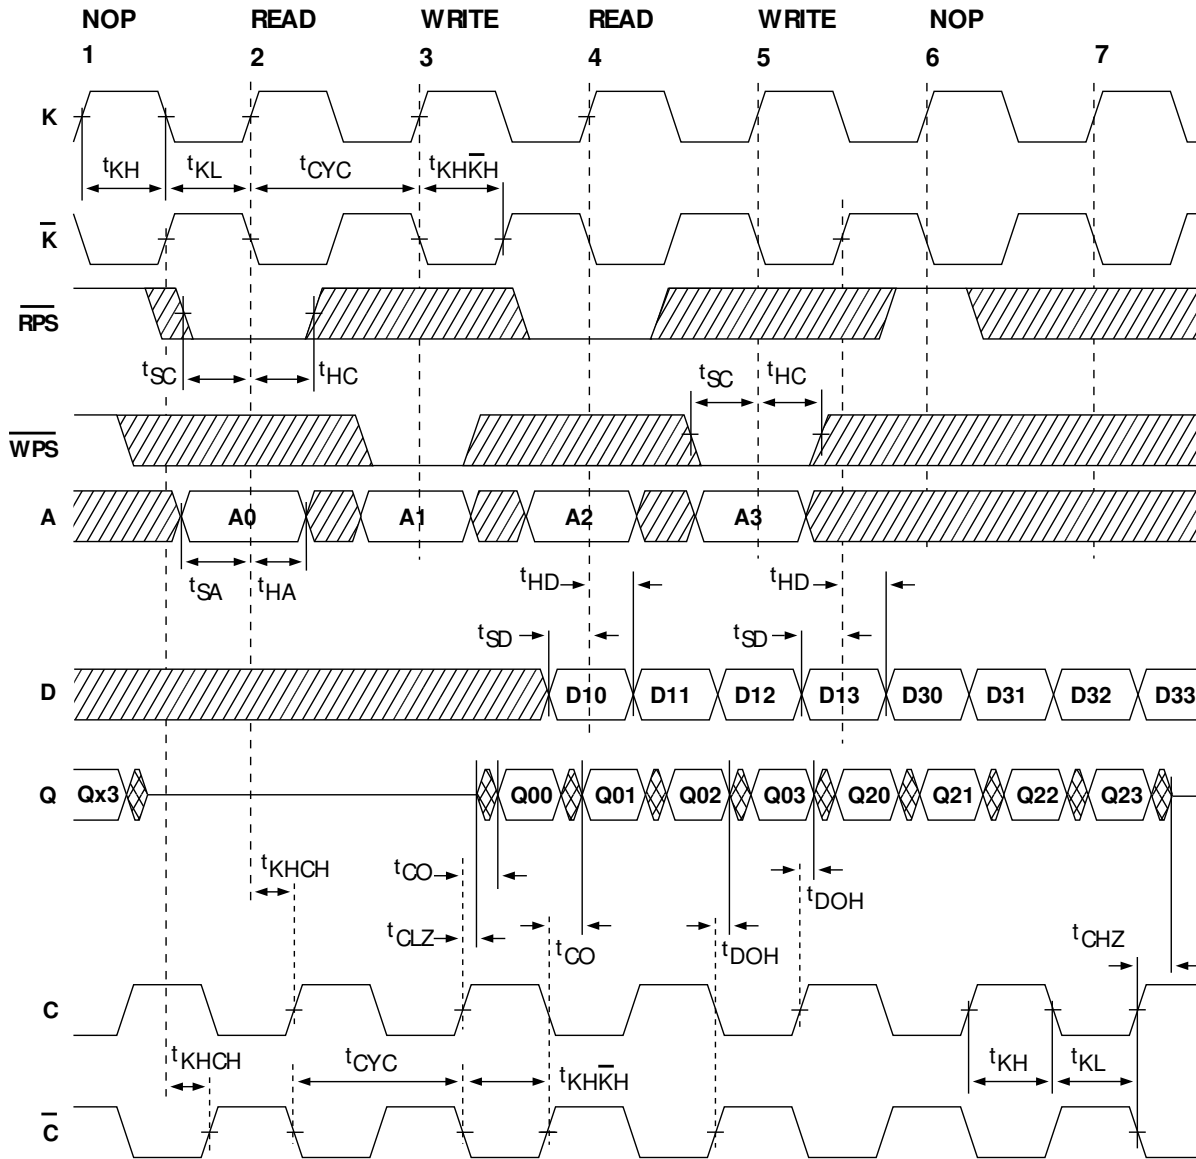 NOP READ WRITE READ WRITE NOP
1 2 3 4 5 6 7
K
tKH tKL tCYC tKHK̅H
K̅
R̅P̅S̅
tSC tHC tSC tHC
W̅P̅S̅
A A0 A1 A2 A3
tSA tHA tHD tHD
tSD tSD
D D10 D11 D12 D13 D30 D31 D32 D33
Q Qx3 Q00 Q01 Q02 Q03 Q20 Q21 Q22 Q23
tKHCH tCO tDOH
tCLZ tCO tDOH tCHZ
C
tKHCH tCYC tKHK̅H tKH tKL
C̅